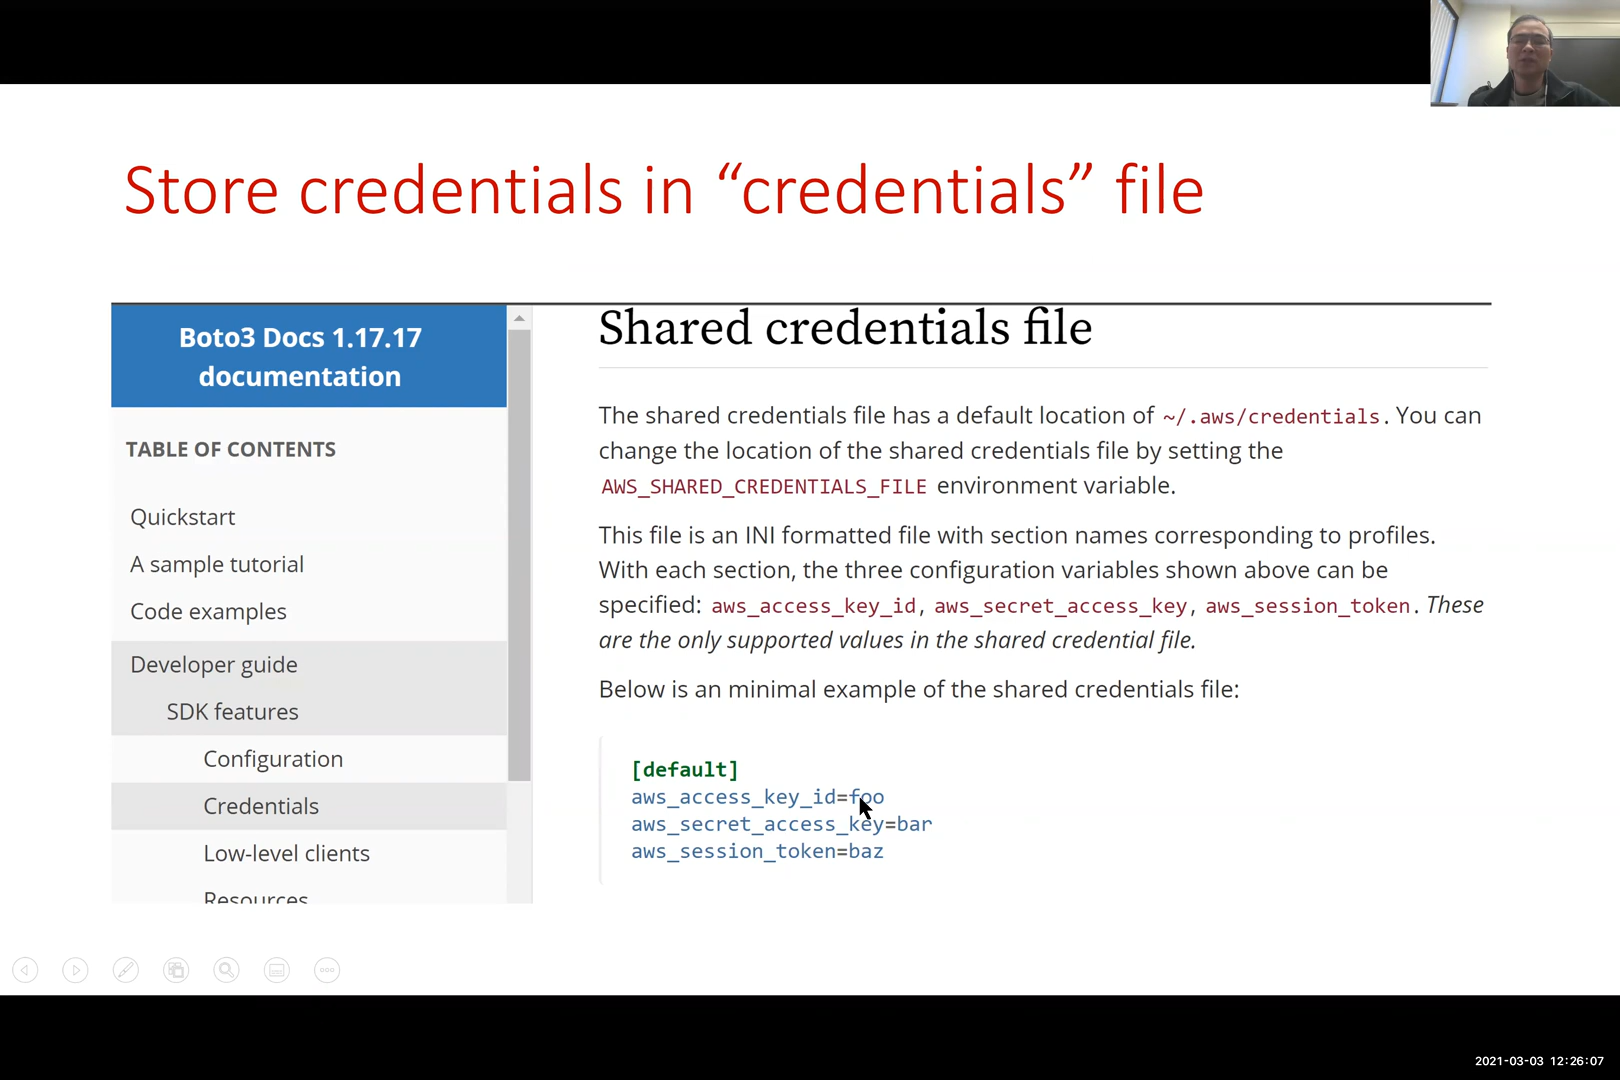 Store credentials in “credentials” file
Boto3 Docs 1.17.17
documentation
TABLE OF CONTENTS
Quickstart
A sample tutorial
Code examples
Developer guide
SDK features
Configuration
Credentials
Low-level clients
Resources
Shared credentials file
The shared credentials file has a default location of ~/.aws/credentials. You can
change the location of the shared credentials file by setting the
AWS_SHARED_CREDENTIALS_FILE environment variable.
This file is an INI formatted file with section names corresponding to profiles.
With each section, the three configuration variables shown above can be
specified: aws_access_key_id, aws_secret_access_key, aws_session_token. These
are the only supported values in the shared credential file.
Below is an minimal example of the shared credentials file:
[default]
aws_access_key_id=foo
aws_secret_access_key=bar
aws_session_token=baz
2021-03-03 12:26:07